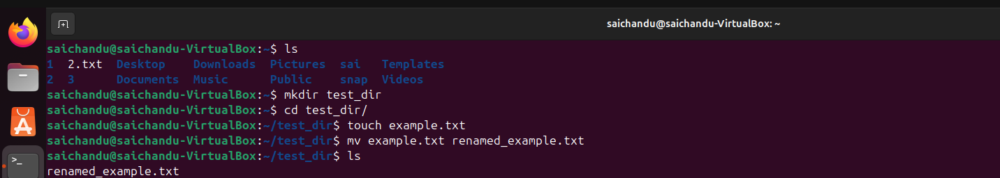 saichandu@saichandu-VirtualBox: ~
saichandu@saichandu-VirtualBox:~$ ls
1  2.txt  Desktop    Downloads  Pictures  sai   Templates
2  3      Documents  Music      Public    snap  Videos
saichandu@saichandu-VirtualBox:~$ mkdir test_dir
saichandu@saichandu-VirtualBox:~$ cd test_dir/
saichandu@saichandu-VirtualBox:~/test_dir$ touch example.txt
saichandu@saichandu-VirtualBox:~/test_dir$ mv example.txt renamed_example.txt
saichandu@saichandu-VirtualBox:~/test_dir$ ls
renamed_example.txt